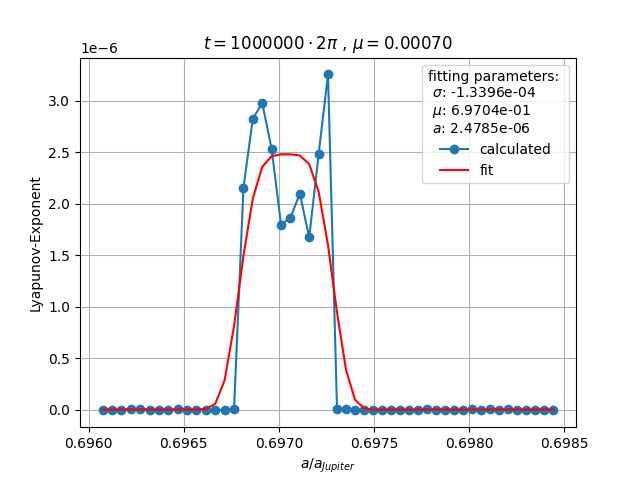 t = 1000000 · 2π , μ = 0.00070
1e−6
fitting parameters:
σ: -1.3396e-04
μ: 6.9704e-01
a: 2.4785e-06
calculated
fit
3.0
2.5
2.0
1.5
1.0
0.5
0.0
Lyapunov-Exponent
0.6960 0.6965 0.6970 0.6975 0.6980 0.6985
a/a_Jupiter